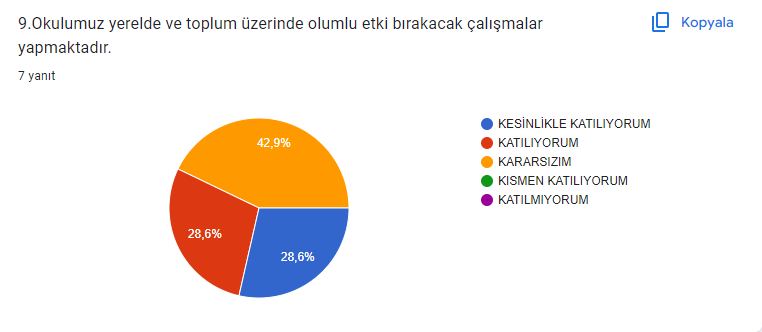 9.Okulumuz yerelde ve toplum üzerinde olumlu etki bırakacak çalışmalar
yapmaktadır.
Kopyala
7 yanıt
42,9%
28,6%
28,6%
KESİNLİKLE KATILIYORUM
KATILIYORUM
KARARSIZIM
KISMEN KATILIYORUM
KATILMIYORUM